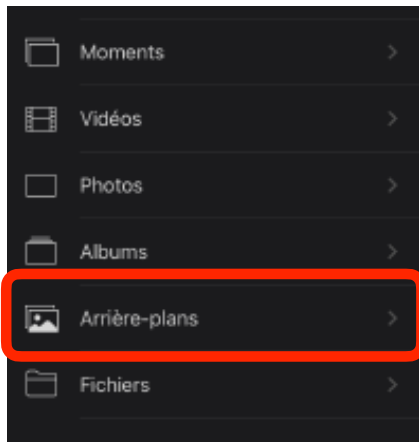 Moments
Vidéos
Photos
Albums
Arrière-plans
Fichiers